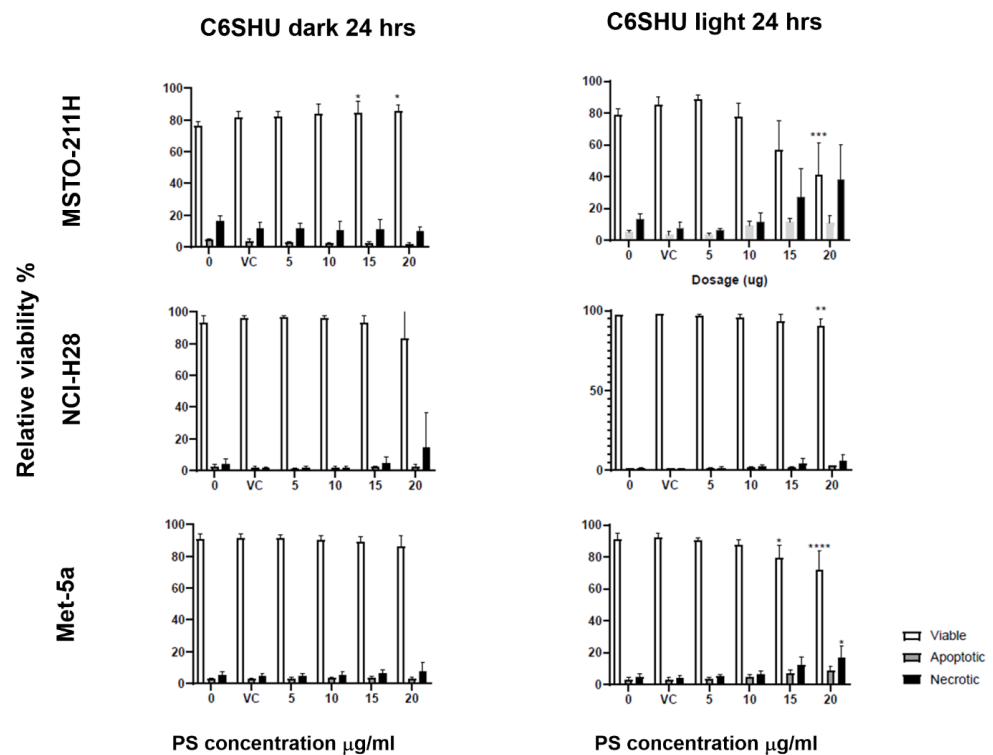 C6SHU dark 24 hrs
C6SHU light 24 hrs
Relative viability %
MSTO-211H
100
80
60
40
20
0
* *
0 VC 5 10 15 20
100
80
60
40
20
0
***
0 VC 5 10 15 20
Dosage (ug)
NCI-H28
100
80
60
40
20
0
0 VC 5 10 15 20
100
50
0
**
0 VC 5 10 15 20
Met-5a
100
80
60
40
20
0
0 VC 5 10 15 20
100
80
60
40
20
0
* **** *
0 VC 5 10 15 20
Viable
Apoptotic
Necrotic
PS concentration μg/ml
PS concentration μg/ml